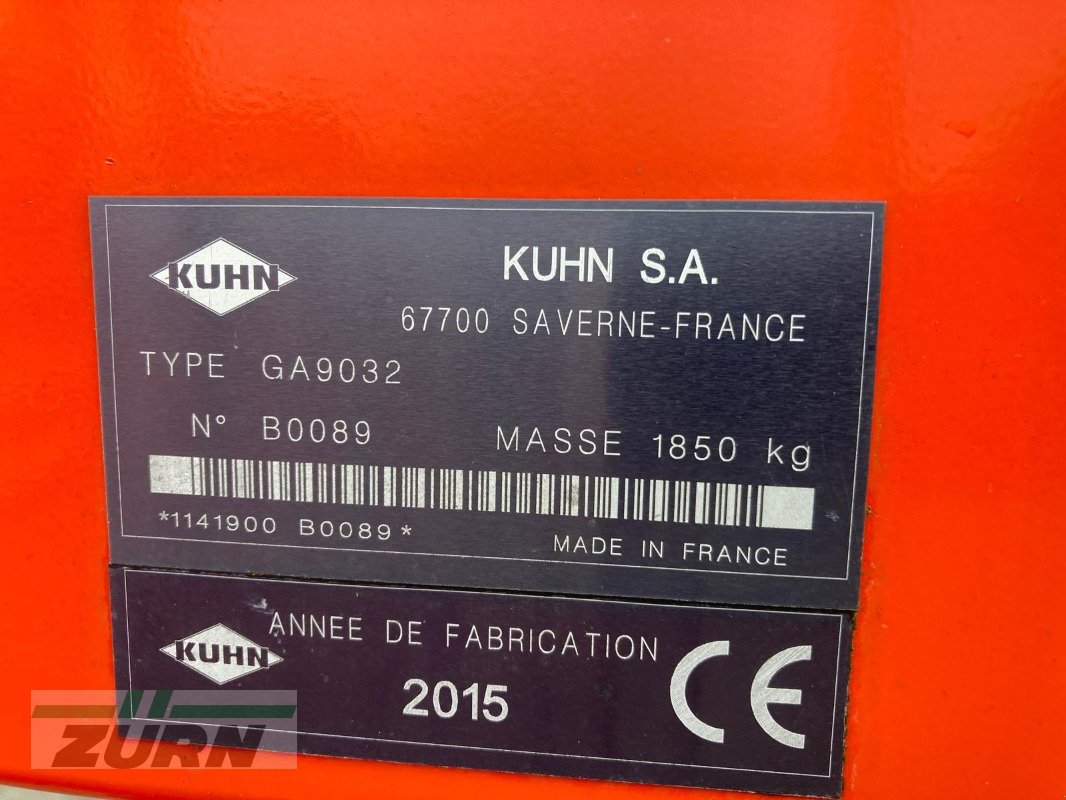 KUHN
KUHN S.A.
67700 SAVERNE-FRANCE
TYPE GA9032
N° B0089
MASSE 1850 kg
*1141900 B0089*
MADE IN FRANCE
KUHN
ANNEE DE FABRICATION
2015
CE
ZÜRN